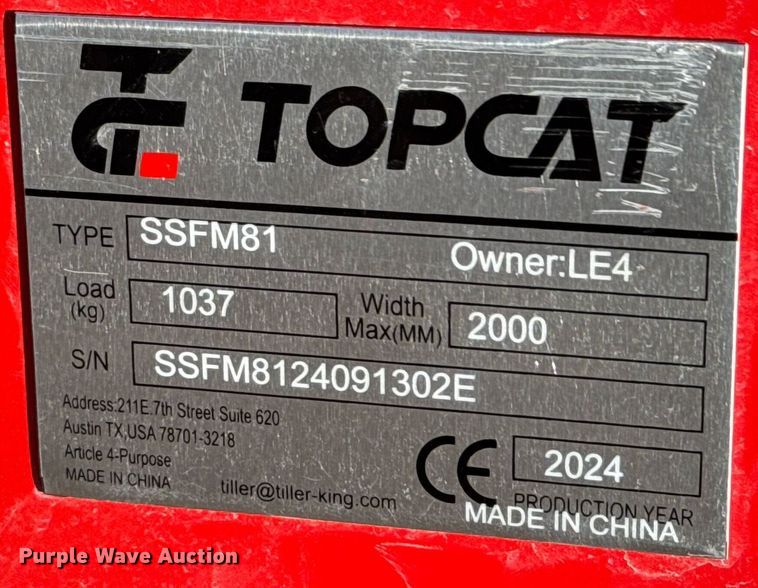 TOPCAT
TYPE SSFM81 Owner:LE4
Load (kg) 1037 Width Max(MM) 2000
S/N SSFM8124091302E
Address:211E.7th Street Suite 620
Austin TX,USA 78701-3218
Article 4-Purpose
MADE IN CHINA
tiller@tiller-king.com
CE 2024
PRODUCTION YEAR
MADE IN CHINA
Purple Wave Auction